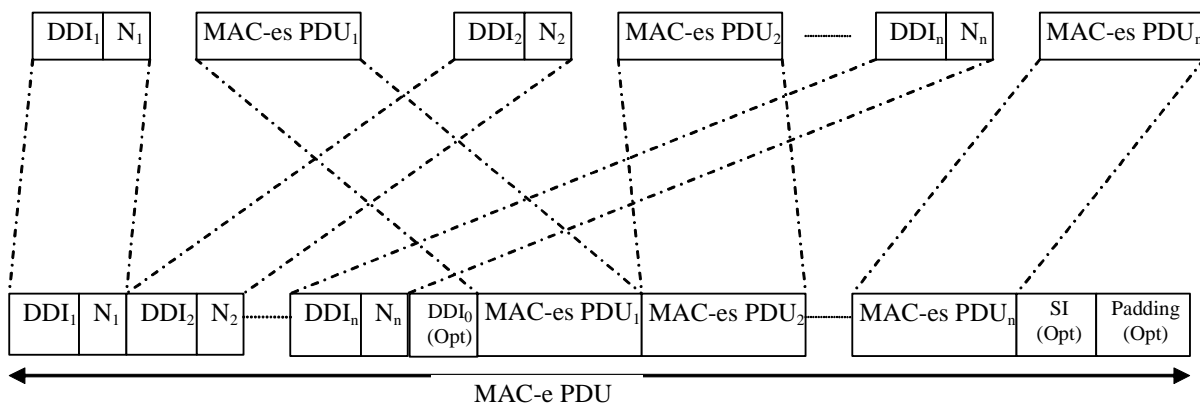 DDI₁ N₁ MAC-es PDU₁ DDI₂ N₂ MAC-es PDU₂ DDIₙ Nₙ MAC-es PDUₙ
DDI₁ N₁ DDI₂ N₂ DDIₙ Nₙ DDI₀ (Opt) MAC-es PDU₁ MAC-es PDU₂ MAC-es PDUₙ SI (Opt) Padding (Opt)
MAC-e PDU